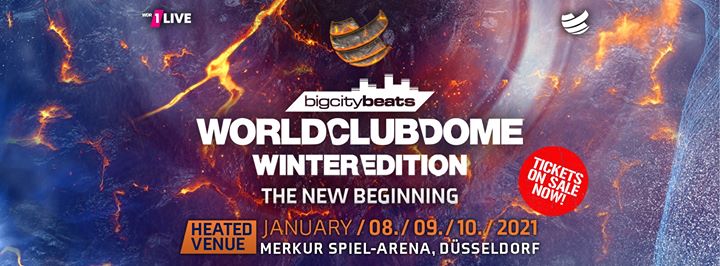 WDR 1LIVE
bigcitybeats
WORLDCLUBDOME
WINTEREDITION
THE NEW BEGINNING
TICKETS
ON SALE
NOW!
HEATED
VENUE
JANUARY / 08. / 09. / 10. / 2021
MERKUR SPIEL-ARENA, DÜSSELDORF